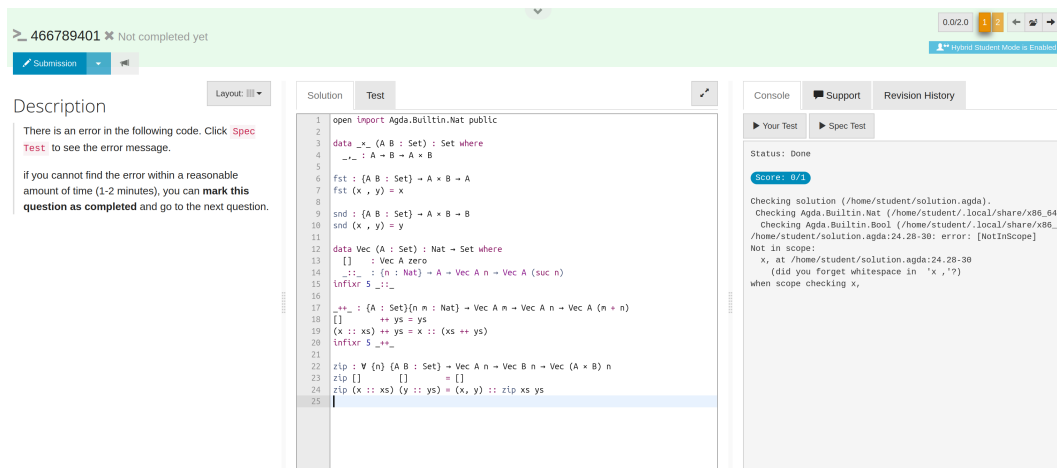 466789401 Not completed yet
0.0/2.0 1 2
Hybrid Student Mode is Enabled
Submission
Layout:
Description
There is an error in the following code. Click Spec
Test to see the error message.
if you cannot find the error within a reasonable
amount of time (1-2 minutes), you can mark this
question as completed and go to the next question.
Solution Test
1 open import Agda.Builtin.Nat public
2
3 data _×_ (A B : Set) : Set where
4   _,_ : A → B → A × B
5
6 fst : {A B : Set} → A × B → A
7 fst (x , y) = x
8
9 snd : {A B : Set} → A × B → B
10 snd (x , y) = y
11
12 data Vec (A : Set) : Nat → Set where
13   []   : Vec A zero
14   _::_  : {n : Nat} → A → Vec A n → Vec A (suc n)
15 infixr 5 _::_
16
17 _++_ : {A : Set}{n m : Nat} → Vec A m → Vec A n → Vec A (m + n)
18 []        ++ ys = ys
19 (x :: xs) ++ ys = x :: (xs ++ ys)
20 infixr 5 _++_
21
22 zip : ∀ {n} {A B : Set} → Vec A n → Vec B n → Vec (A × B) n
23 zip []        []        = []
24 zip (x :: xs) (y :: ys) = (x, y) :: zip xs ys
25
Console Support Revision History
Your Test Spec Test
Status: Done
Score: 0/1
Checking solution (/home/student/solution.agda).
Checking Agda.Builtin.Nat (/home/student/.local/share/x86_64
Checking Agda.Builtin.Bool (/home/student/.local/share/x86_
/home/student/solution.agda:24.28-30: error: [NotInScope]
Not in scope:
x, at /home/student/solution.agda:24.28-30
(did you forget whitespace in 'x ,'?)
when scope checking x,